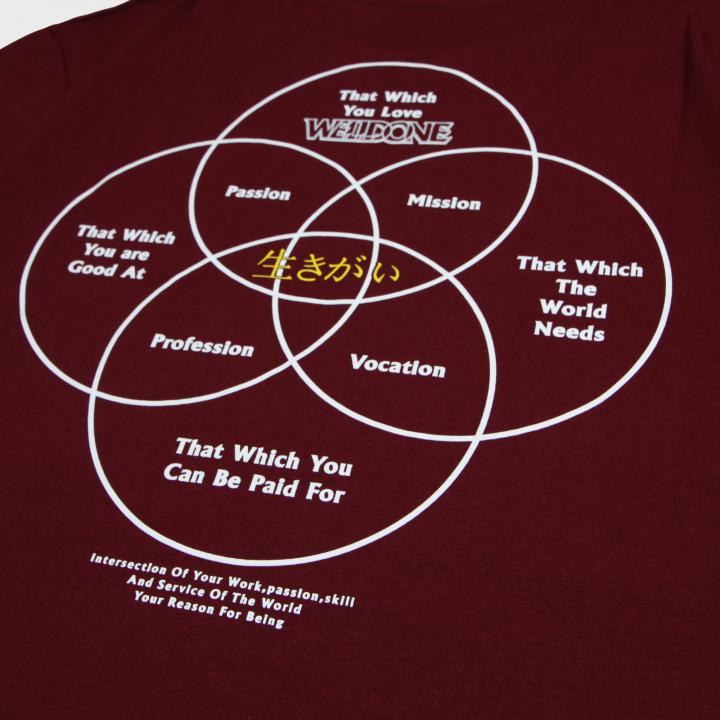 That Which
You Love
WELLDONE
Passion
Mission
That Which
You are
Good At
生きがい
That Which
The
World
Needs
Profession
Vocation
That Which You
Can Be Paid For
Intersection Of Your Work,passion,skill
And Service Of The World
Your Reason For Being